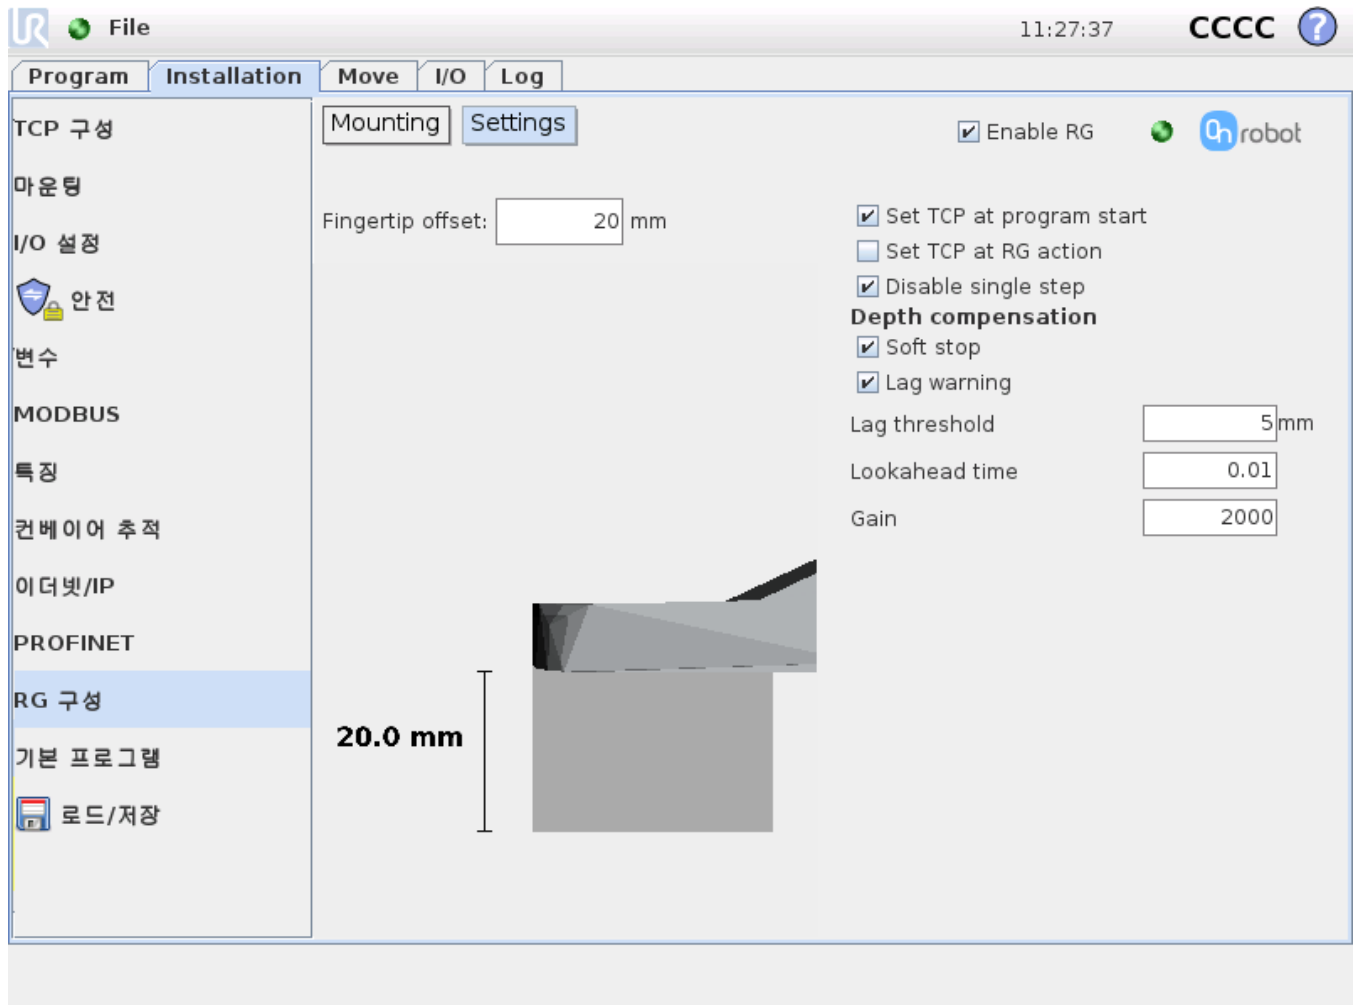 UR File 11:27:37 CCCC ?
Program Installation Move I/O Log
TCP 구성
마운팅
I/O 설정
안전
변수
MODBUS
특징
컨베이어 추적
이더넷/IP
PROFINET
RG 구성
기본 프로그램
로드/저장
Mounting Settings
Enable RG
On robot
Fingertip offset: 20 mm
Set TCP at program start
Set TCP at RG action
Disable single step
Depth compensation
Soft stop
Lag warning
Lag threshold 5 mm
Lookahead time 0.01
Gain 2000
20.0 mm